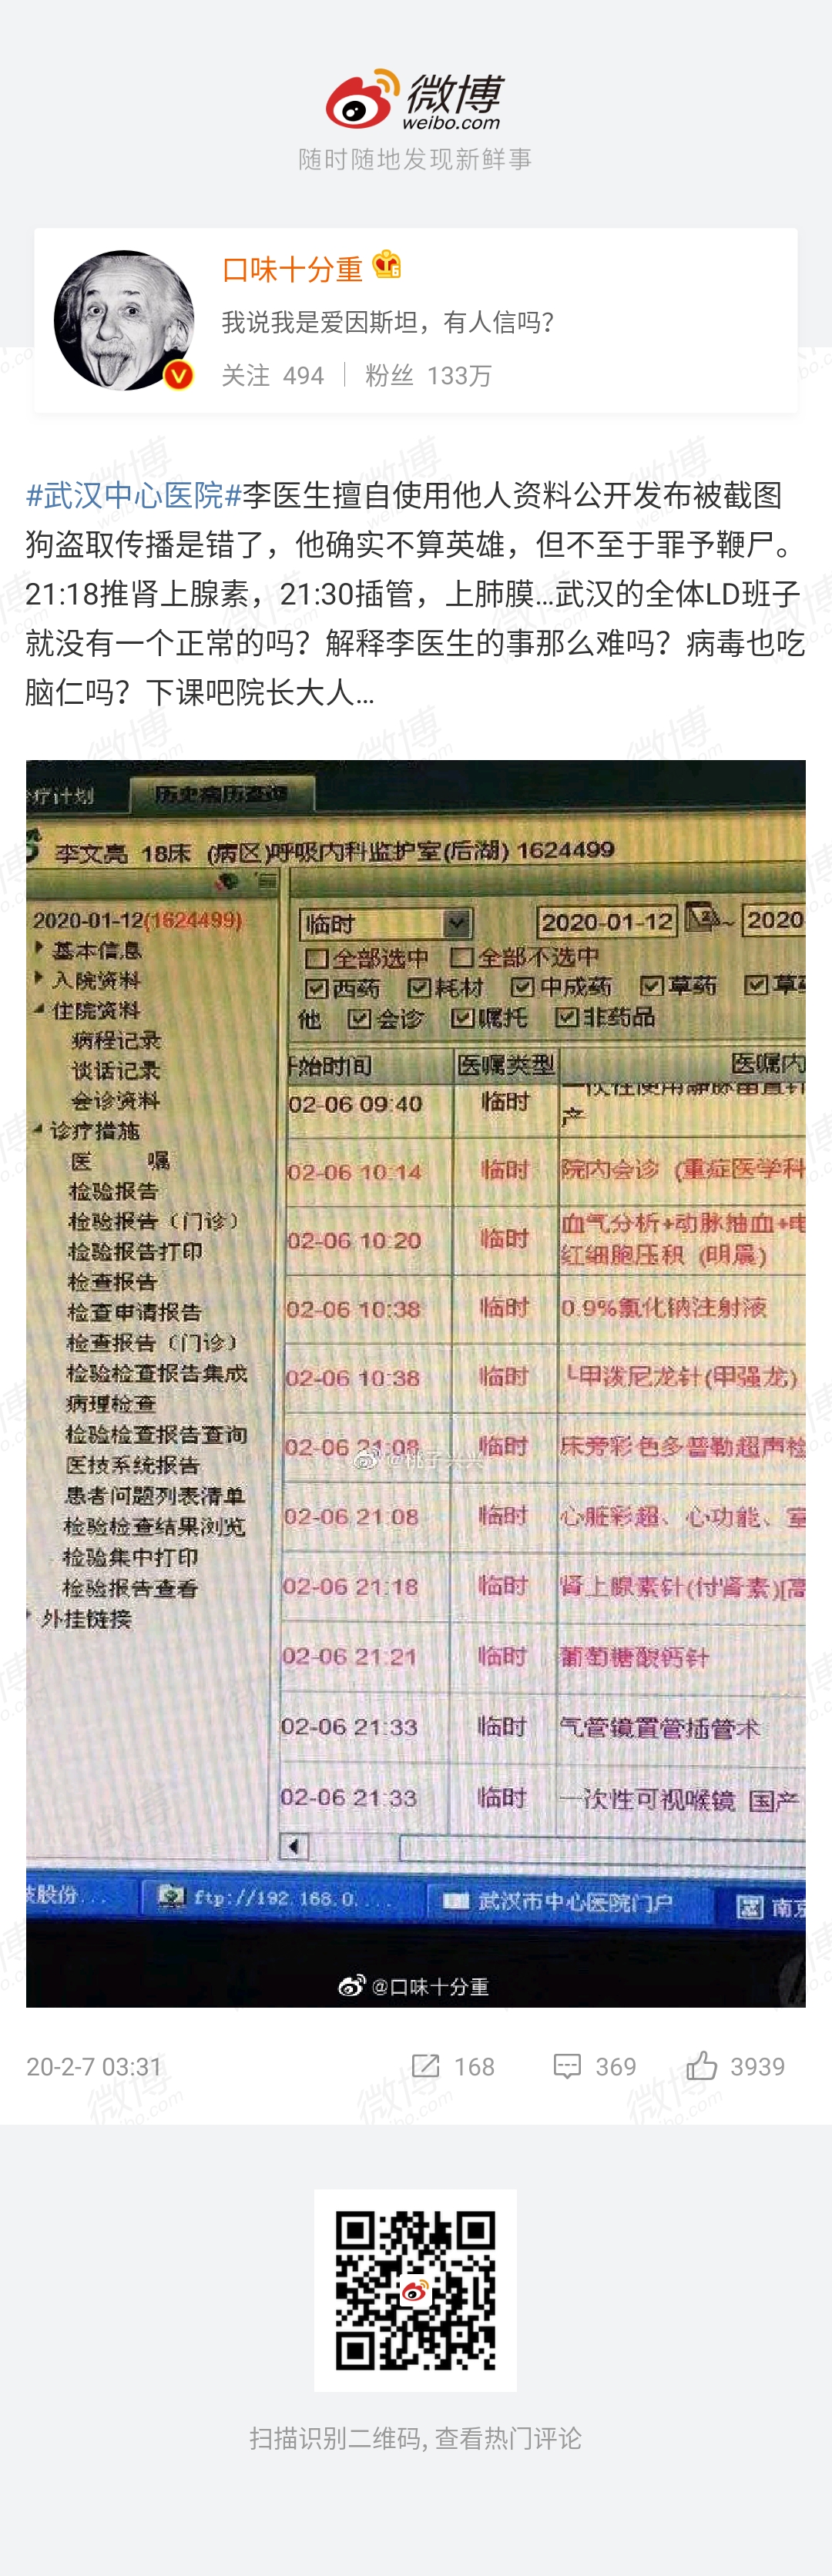 微博
weibo.com
随时随地发现新鲜事
口味十分重
我说我是爱因斯坦，有人信吗？
关注 494 粉丝 133万
#武汉中心医院#李医生擅自使用他人资料公开发布被截图
狗盗取传播是错了，他确实不算英雄，但不至于罪予鞭尸。
21:18推肾上腺素，21:30插管，上肺膜…武汉的全体LD班子
就没有一个正常的吗？解释李医生的事那么难吗？病毒也吃
脑仁吗？下课吧院长大人…
疗计划 历史病历查询
李文亮 18床 (病区)呼吸内科监护室(后湖) 1624499
2020-01-12(1624499)
基本信息
入院资料
住院资料
病程记录
谈话记录
会诊资料
诊疗措施
医 嘱
检验报告
检验报告（门诊）
检验报告打印
检查报告
检查申请报告
检查报告（门诊）
检验检查报告集成
病理检查
检验检查报告查询
医技系统报告
患者问题列表清单
检验检查结果浏览
检验集中打印
检验报告查看
外挂链接
临时 2020-01-12 ~ 2020
全部选中 全部不选中
西药 耗材 中成药 草药 草
他 会诊 嘱托 非药品
始时间 医嘱类型 医嘱内
一次性使用静脉留置针
02-06 09:40 临时 产
02-06 10:14 临时 院内会诊 (重症医学科
02-06 10:20 临时 血气分析+动脉抽血+电
红细胞压积 (明晨)
02-06 10:38 临时 0.9%氯化钠注射液
02-06 10:38 临时 └甲泼尼龙针(甲强龙)
02-06 21:08 临时 床旁彩色多普勒超声检
@桃子兴兴
02-06 21:08 临时 心脏彩超、心功能、室
02-06 21:18 临时 肾上腺素针(付肾素)[高
02-06 21:21 临时 葡萄糖酸钙针
02-06 21:33 临时 气管镜置管插管术
02-06 21:33 临时 一次性可视喉镜 国产
股份... ftp://192.168.0.... 武汉市中心医院门户 南京
@口味十分重
20-2-7 03:31 168 369 3939
扫描识别二维码, 查看热门评论